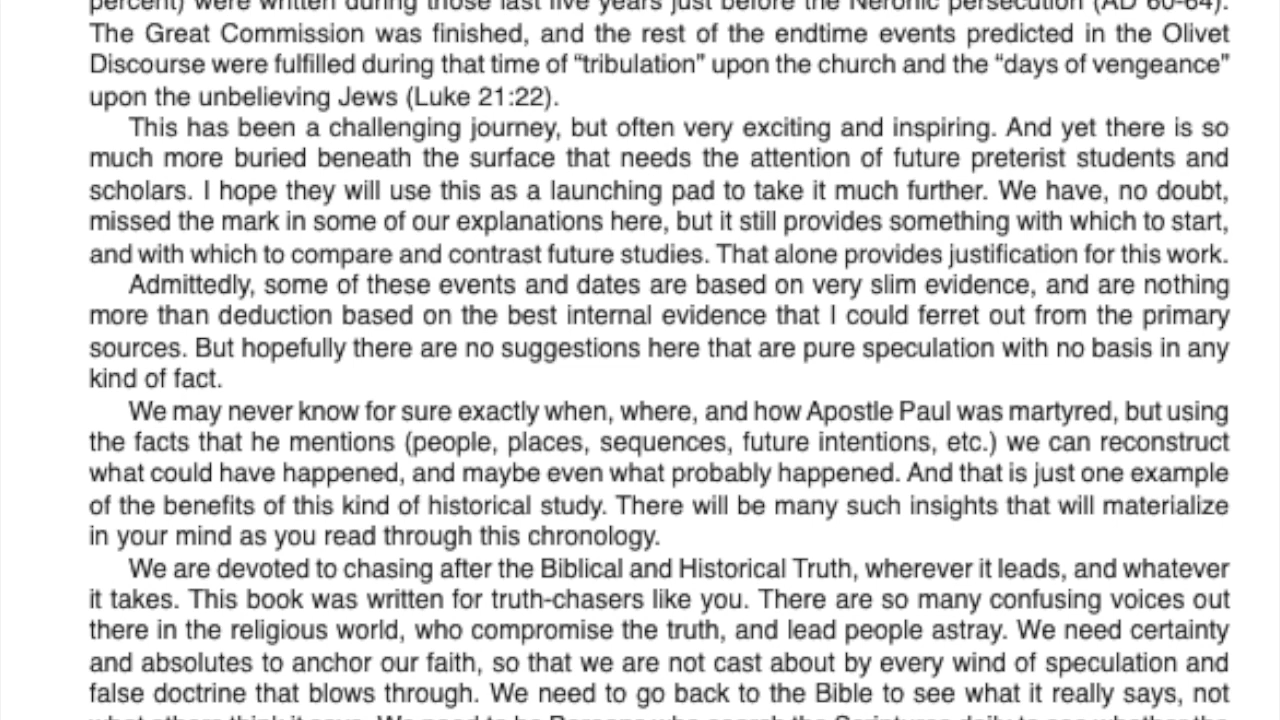 percent) were written during those last five years just before the Neronic persecution (AD 60-64).
The Great Commission was finished, and the rest of the endtime events predicted in the Olivet
Discourse were fulfilled during that time of “tribulation” upon the church and the “days of vengeance”
upon the unbelieving Jews (Luke 21:22).
This has been a challenging journey, but often very exciting and inspiring. And yet there is so
much more buried beneath the surface that needs the attention of future preterist students and
scholars. I hope they will use this as a launching pad to take it much further. We have, no doubt,
missed the mark in some of our explanations here, but it still provides something with which to start,
and with which to compare and contrast future studies. That alone provides justification for this work.
Admittedly, some of these events and dates are based on very slim evidence, and are nothing
more than deduction based on the best internal evidence that I could ferret out from the primary
sources. But hopefully there are no suggestions here that are pure speculation with no basis in any
kind of fact.
We may never know for sure exactly when, where, and how Apostle Paul was martyred, but using
the facts that he mentions (people, places, sequences, future intentions, etc.) we can reconstruct
what could have happened, and maybe even what probably happened. And that is just one example
of the benefits of this kind of historical study. There will be many such insights that will materialize
in your mind as you read through this chronology.
We are devoted to chasing after the Biblical and Historical Truth, wherever it leads, and whatever
it takes. This book was written for truth-chasers like you. There are so many confusing voices out
there in the religious world, who compromise the truth, and lead people astray. We need certainty
and absolutes to anchor our faith, so that we are not cast about by every wind of speculation and
false doctrine that blows through. We need to go back to the Bible to see what it really says, not